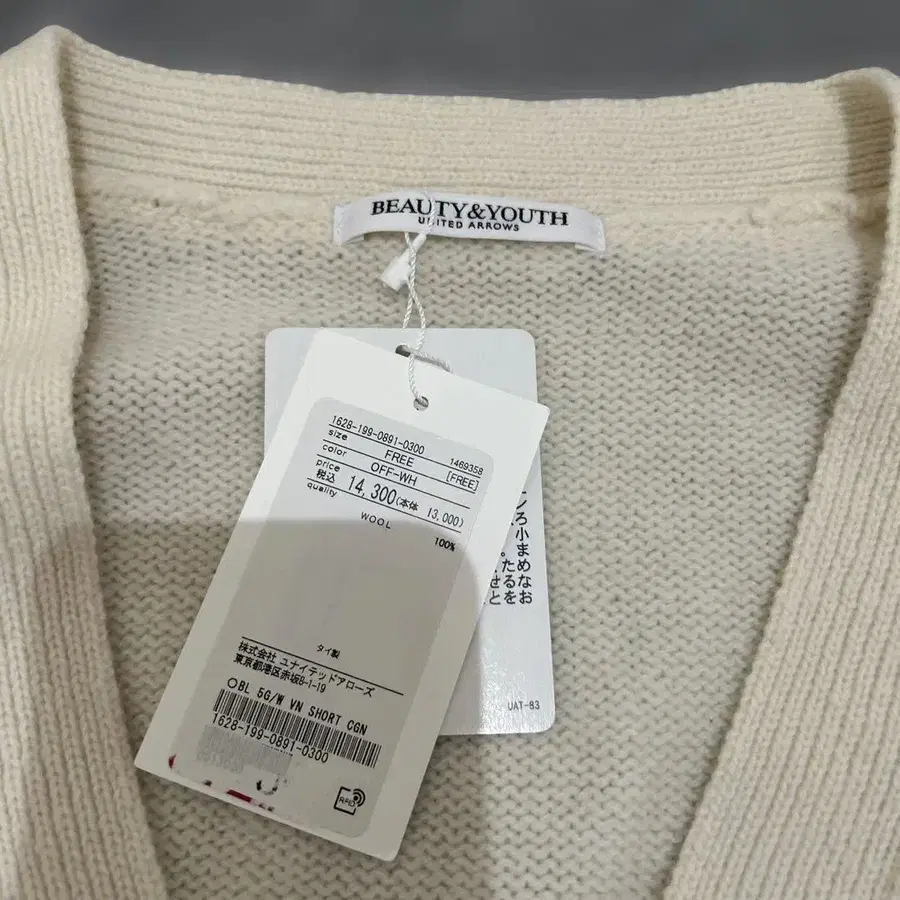 BEAUTY&YOUTH
UNITED ARROWS
1628-199-0891-0300
size FREE 1469358
color OFF-WH [FREE]
price
税込 14,300(本体 13,000)
quality
WOOL
100%
タイ製
株式会社 ユナイテッドアローズ
東京都港区赤坂8-1-19
○BL 5G/W VN SHORT CGN
1628-199-0891-0300
RFID
ろ
小
。ま
ため
せるな
とをお
UAT-83